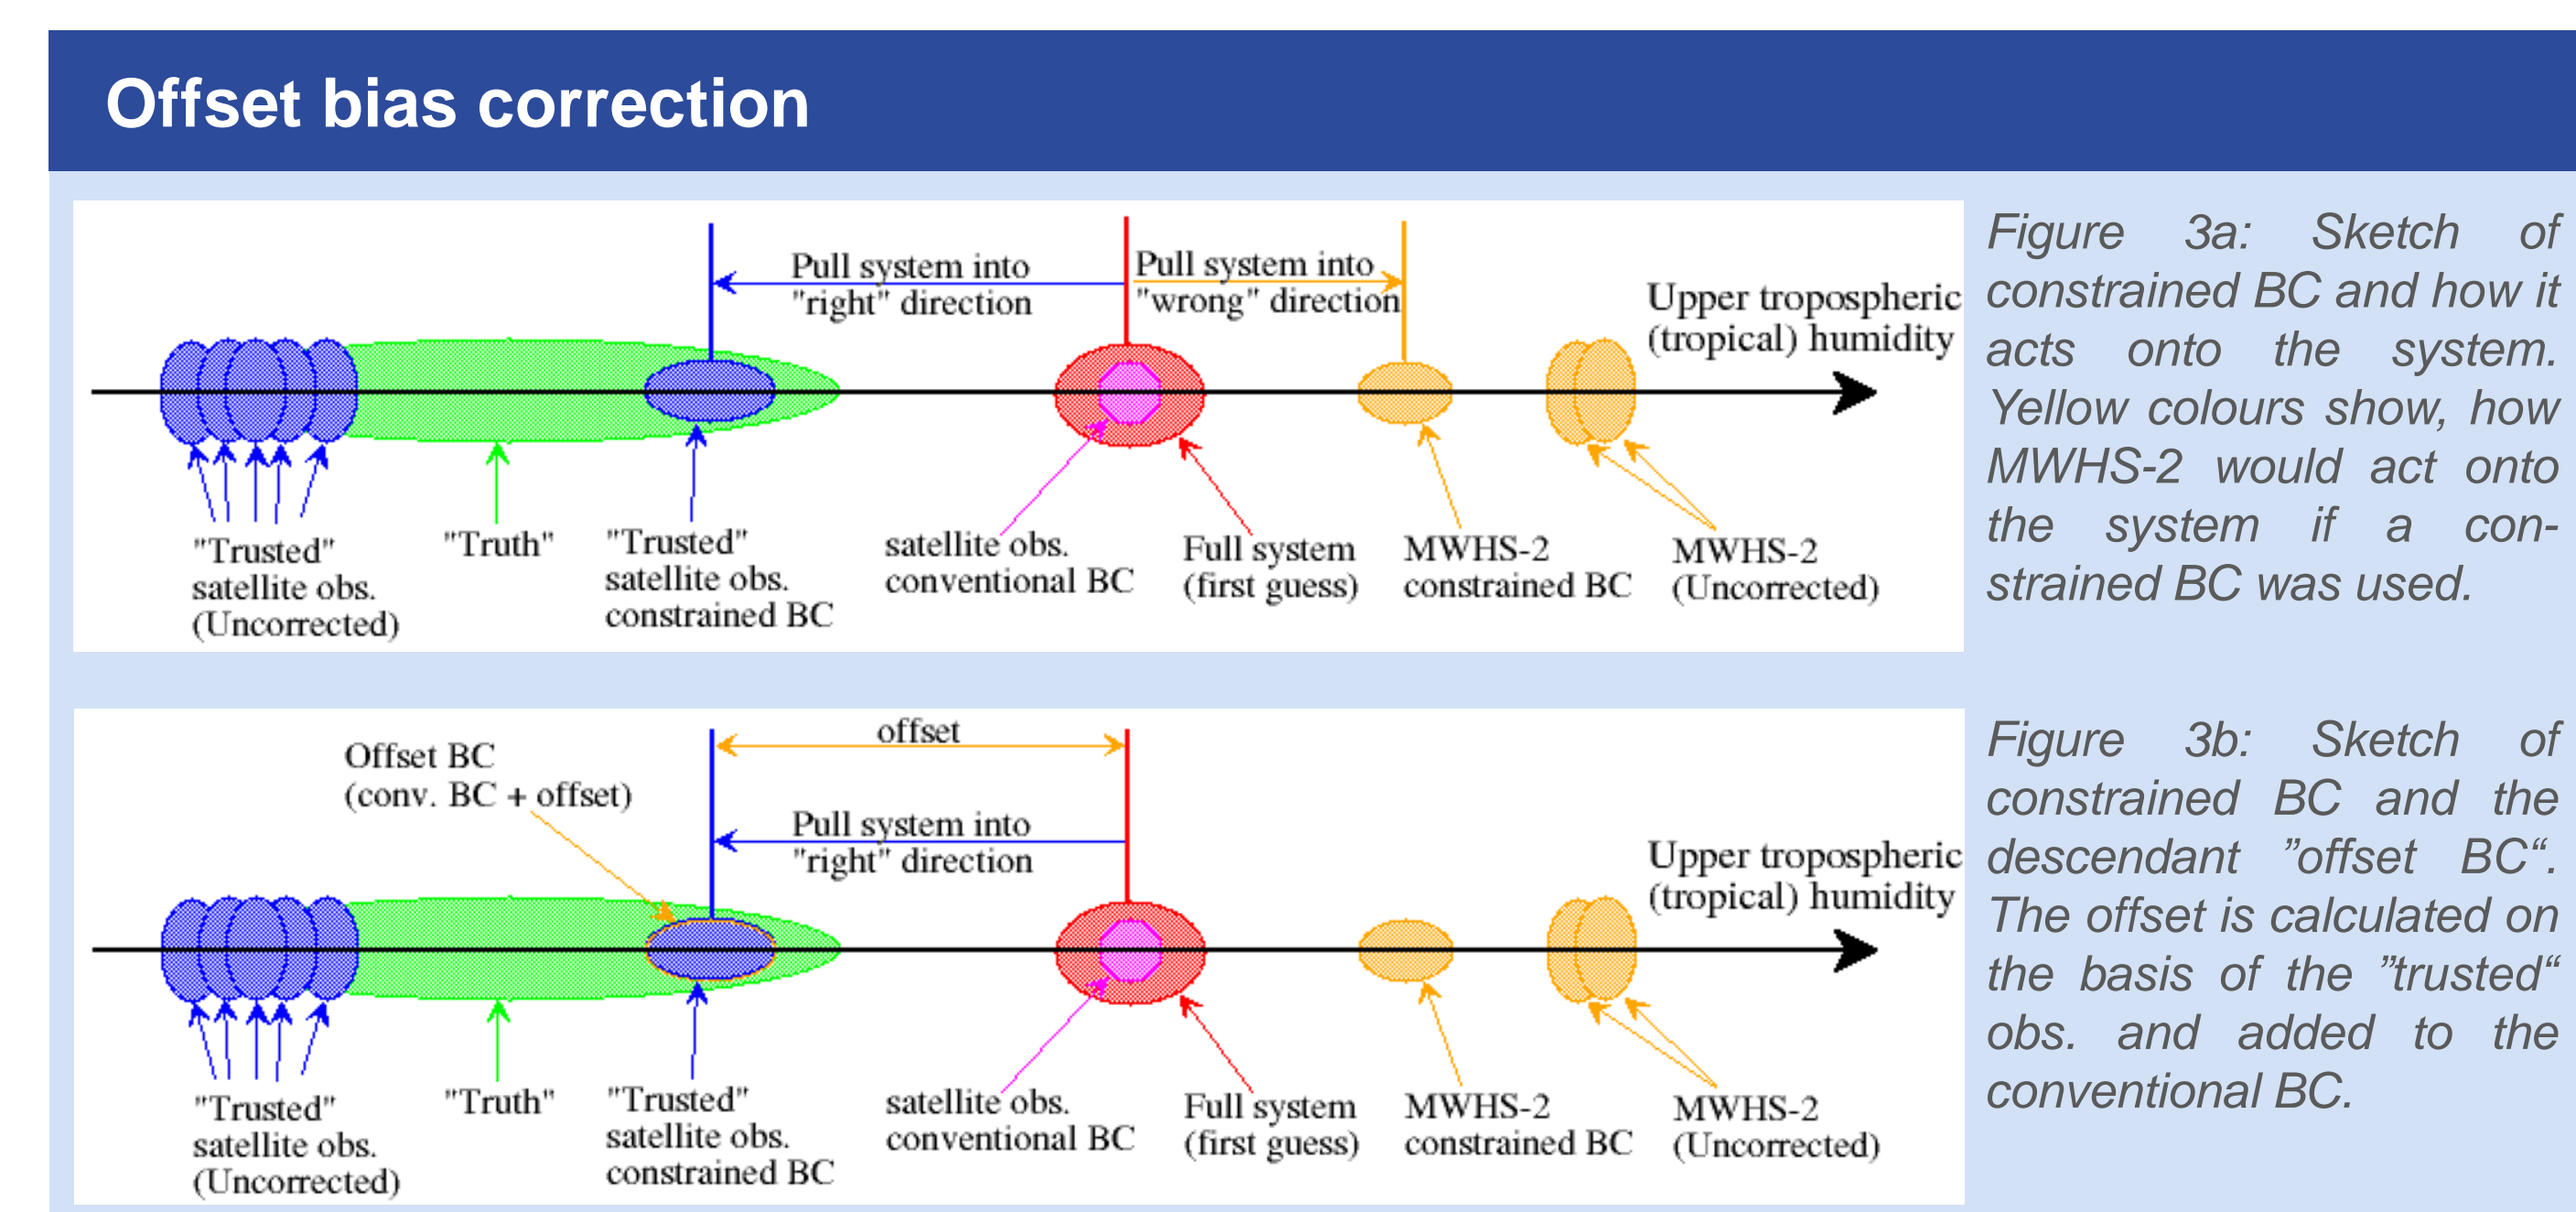 Offset bias correction
Pull system into
"right" direction
Pull system into
"wrong" direction
Upper tropospheric
(tropical) humidity
"Trusted"
satellite obs.
(Uncorrected)
"Truth"
"Trusted"
satellite obs.
constrained BC
satellite obs.
conventional BC
Full system
(first guess)
MWHS-2
constrained BC
MWHS-2
(Uncorrected)
Figure 3a: Sketch of
constrained BC and how it
acts onto the system.
Yellow colours show, how
MWHS-2 would act onto
the system if a con-
strained BC was used.
offset
Offset BC
(conv. BC + offset)
Pull system into
"right" direction
Upper tropospheric
(tropical) humidity
"Trusted"
satellite obs.
(Uncorrected)
"Truth"
"Trusted"
satellite obs.
constrained BC
satellite obs.
conventional BC
Full system
(first guess)
MWHS-2
constrained BC
MWHS-2
(Uncorrected)
Figure 3b: Sketch of
constrained BC and the
descendant ”offset BC“.
The offset is calculated on
the basis of the ”trusted“
obs. and added to the
conventional BC.